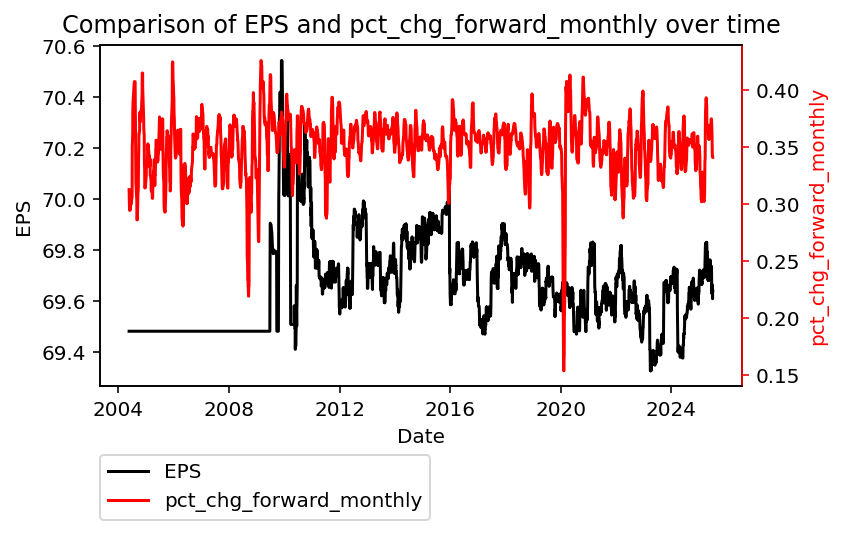 Comparison of EPS and pct_chg_forward_monthly over time
70.6
70.4
70.2
70.0
69.8
69.6
69.4
EPS
0.40
0.35
0.30
0.25
0.20
0.15
pct_chg_forward_monthly
2004 2008 2012 2016 2020 2024
Date
EPS
pct_chg_forward_monthly